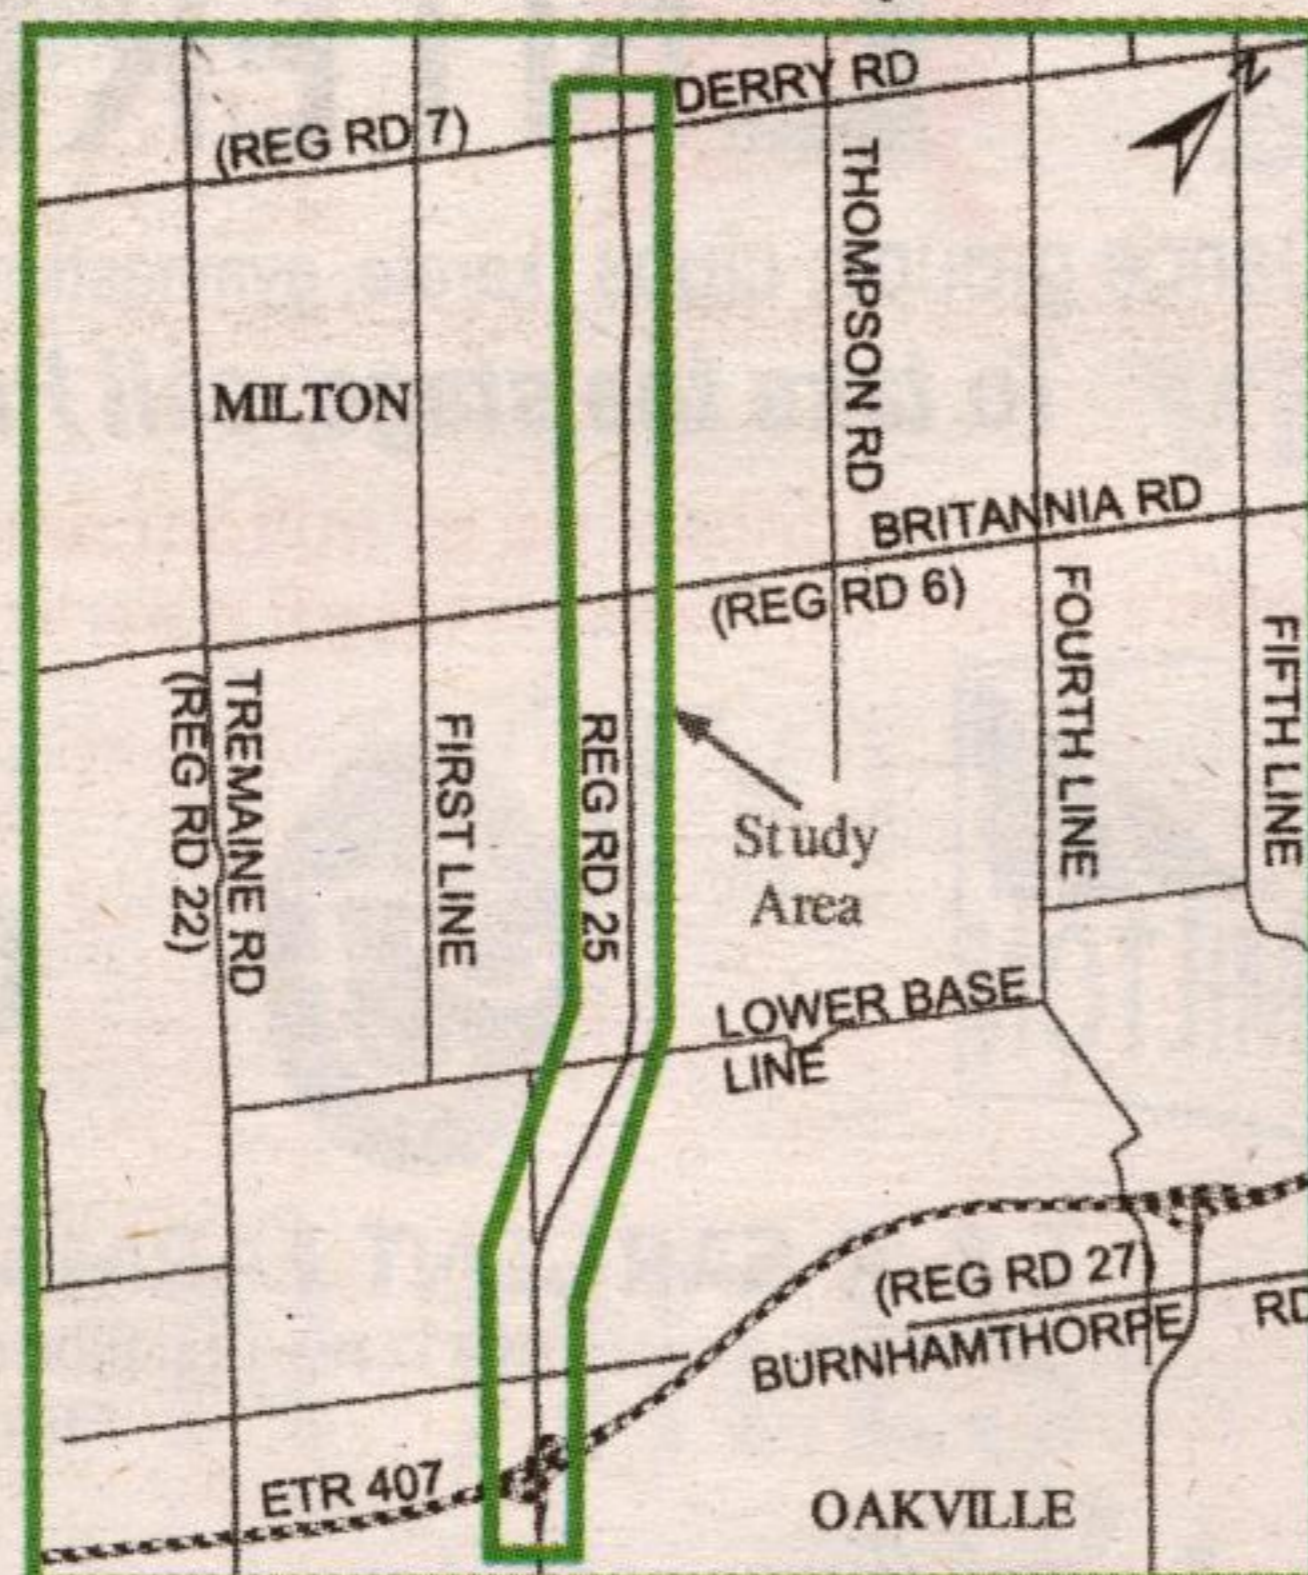 DERRY RD
(REG RD 7)
N
THOMPSON RD
MILTON
BRITANNIA RD
(REG RD 6)
FOURTH LINE
FIFTH LINE
TREMAINE RD
(REG RD 22)
FIRST LINE
REG RD 25
Study
Area
LOWER BASE
LINE
(REG RD 27)
BURNHAMTHORPE RD
ETR 407
OAKVILLE